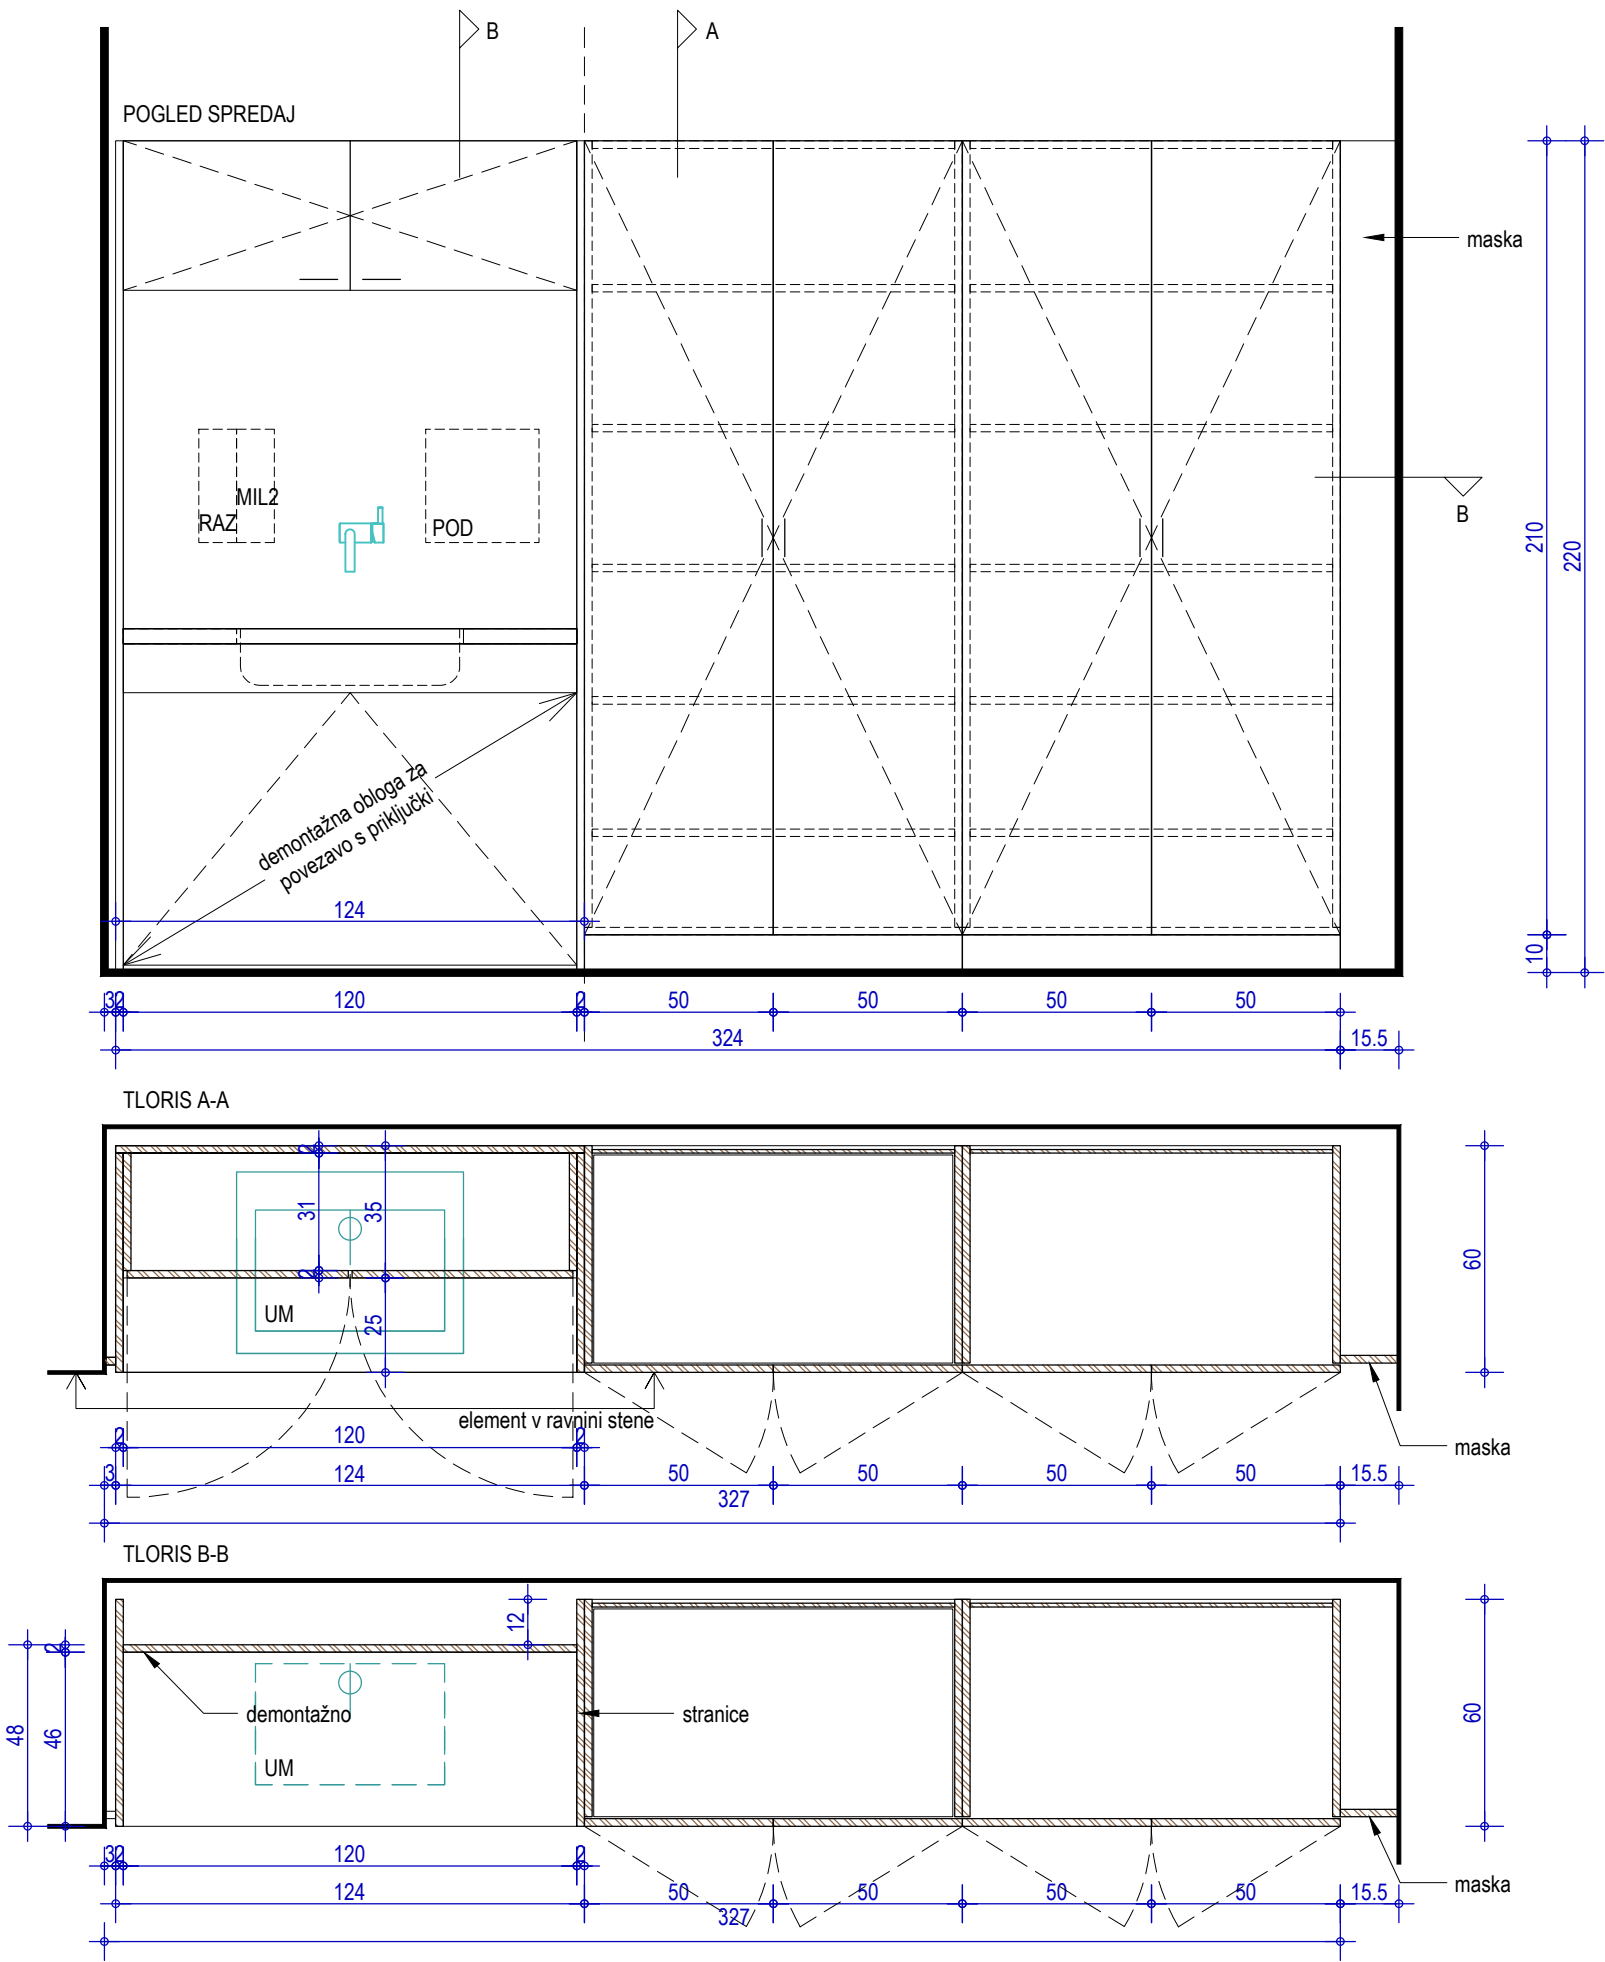 B
A
POGLED SPREDAJ
maska
MIL2
RAZ
POD
B
210
220
demontažna obloga za
povezavo s priključki
124
10
3 2 120 2 50 50 50 50
324 15.5
TLORIS A-A
2
31 35
60
2
UM
25
element v ravnini stene
maska
2 120 2
3 124 50 50 50 50 15.5
327
TLORIS B-B
12
2
demontažno
stranice
60
48 46
UM
3 2 120 2
maska
124 50 50 50 50 15.5
327